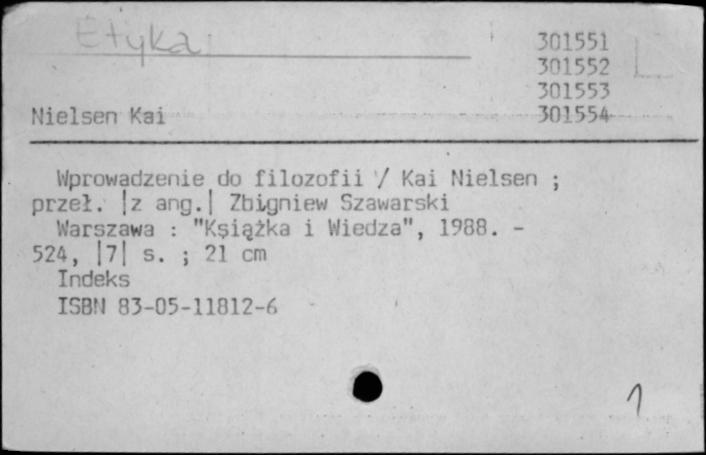 Etyka
301551
301552
301553
Nielsen Kai 301554
Wprowadzenie do filozofii / Kai Nielsen ;
przeł. |z ang.| Zbigniew Szawarski
Warszawa : "Książka i Wiedza", 1988. -
524, |7| s. ; 21 cm
Indeks
ISBN 83-05-11812-6
1